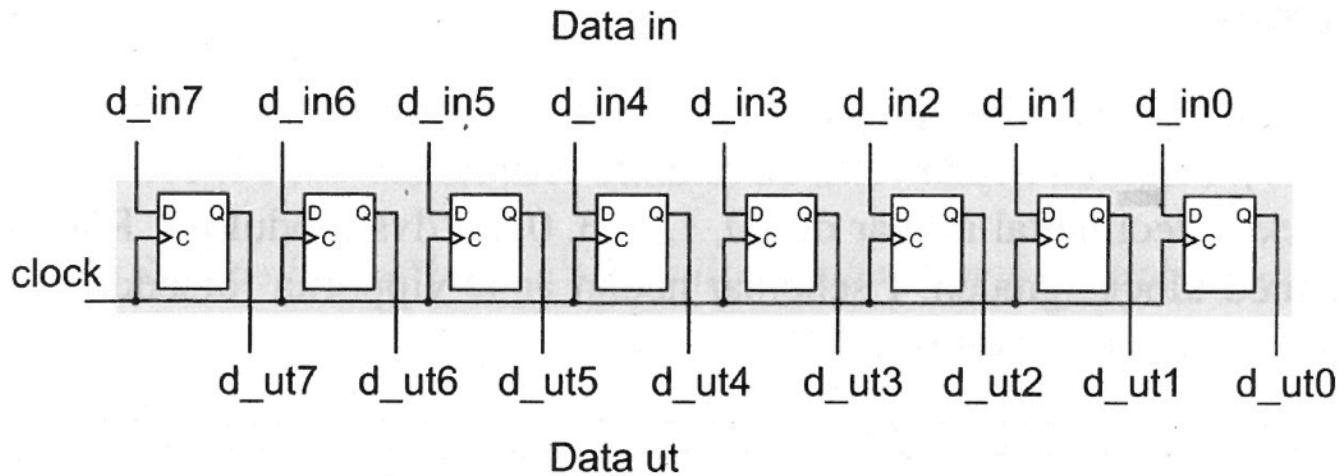 Data in
d_in7 d_in6 d_in5 d_in4 d_in3 d_in2 d_in1 d_in0
D Q D Q D Q D Q D Q D Q D Q D Q
C C C C C C C C
clock
d_ut7 d_ut6 d_ut5 d_ut4 d_ut3 d_ut2 d_ut1 d_ut0
Data ut